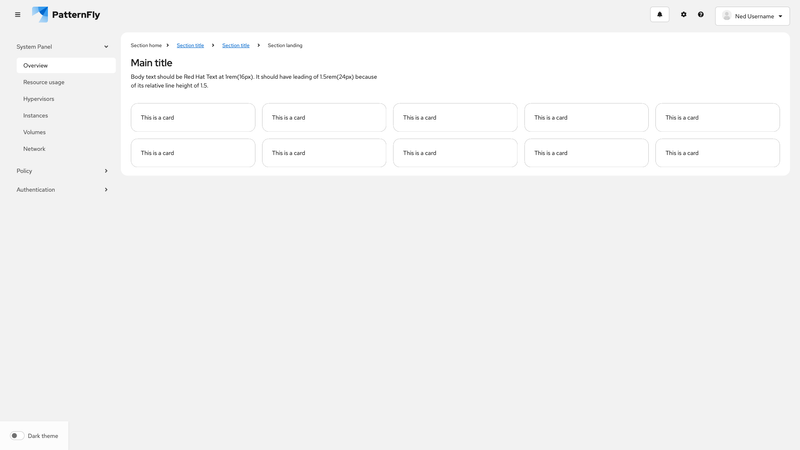 PatternFly
Ned Username
System Panel
Overview
Resource usage
Hypervisors
Instances
Volumes
Network
Policy
Authentication
Section home Section title Section title Section landing
Main title
Body text should be Red Hat Text at 1rem(16px). It should have leading of 1.5rem(24px) because
of its relative line height of 1.5.
This is a card This is a card This is a card This is a card This is a card
This is a card This is a card This is a card This is a card This is a card
Dark theme